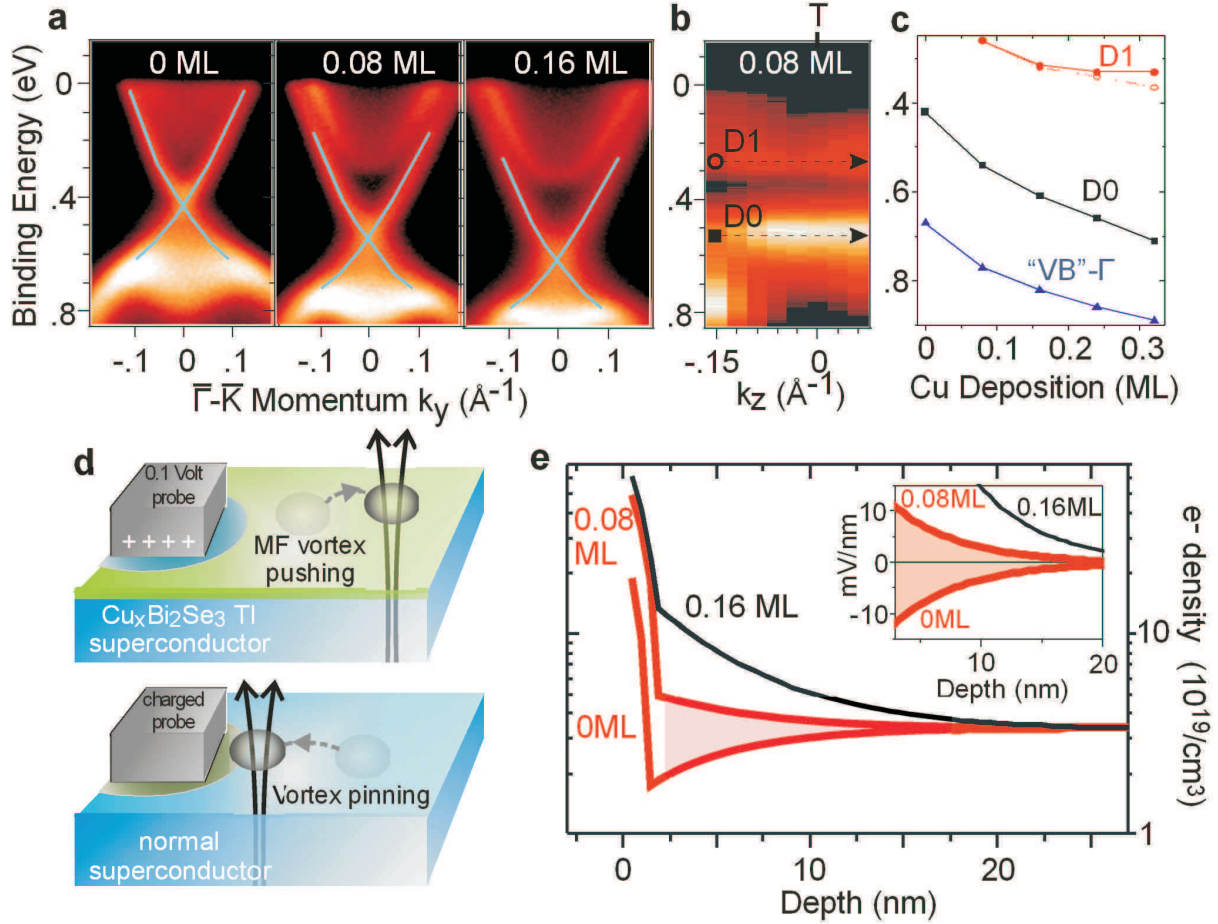 a
0 ML
0.08 ML
0.16 ML
Binding Energy (eV)
0
.4
.8
-.1 0 .1
-.1 0 .1
-.1 0 .1
Γ̅-K̅ Momentum k_y (Å⁻¹)
b
T
0.08 ML
0
.4
.8
D1
D0
-.15 0
k_z (Å⁻¹)
c
D1
D0
"VB"-Γ
.4
.6
.8
0 0.1 0.2 0.3
Cu Deposition (ML)
d
0.1 Volt
probe
+ + + +
MF vortex
pushing
CuₓBi₂Se₃ TI
superconductor
charged
probe
Vortex pinning
normal
superconductor
e
0.08
ML
0ML
0.16 ML
0 5 10 15 20 25
Depth (nm)
10
1
e- density (10¹⁹/cm³)
0.08ML
0.16ML
0ML
mV/nm
10
0
-10
10 20
Depth (nm)